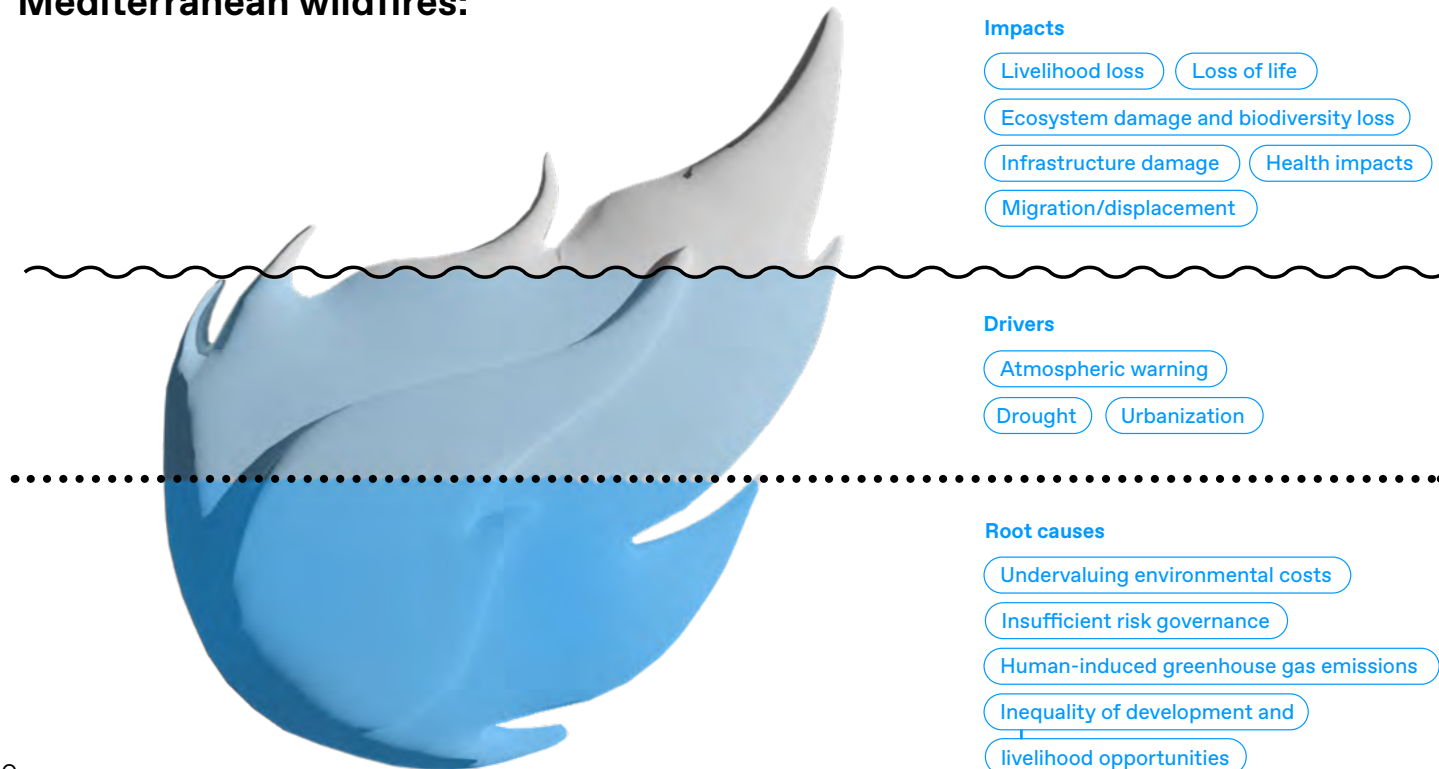 Mediterranean wildfires:
Impacts
Livelihood loss Loss of life
Ecosystem damage and biodiversity loss
Infrastructure damage Health impacts
Migration/displacement
Drivers
Atmospheric warning
Drought Urbanization
Root causes
Undervaluing environmental costs
Insufficient risk governance
Human-induced greenhouse gas emissions
Inequality of development and
livelihood opportunities